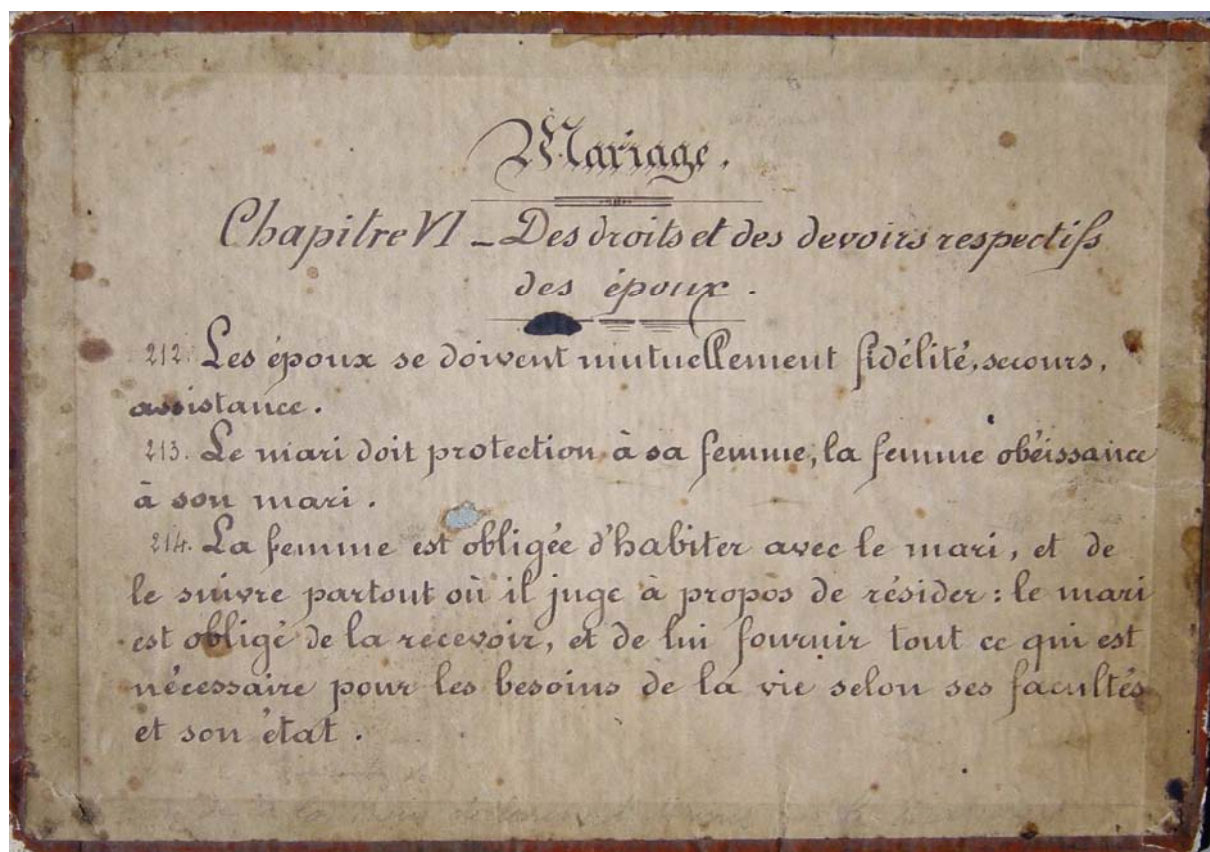 Mariage.
Chapitre VI _ Des droits et des devoirs respectifs
des époux.
212. Les époux se doivent mutuellement fidélité, secours,
assistance.
213. Le mari doit protection à sa femme, la femme obéissance
à son mari.
214. La femme est obligée d'habiter avec le mari, et de
le suivre partout où il juge à propos de résider : le mari
est obligé de la recevoir, et de lui fournir tout ce qui est
nécessaire pour les besoins de la vie selon ses facultés
et son état.